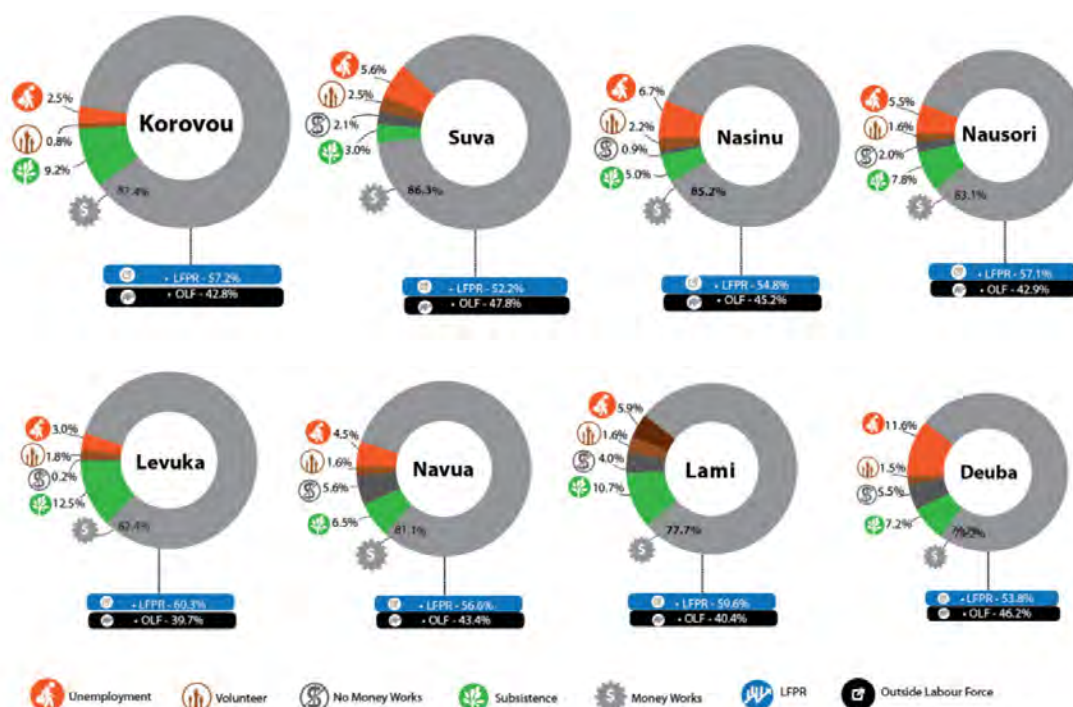 Korovou
2.5%
0.8%
9.2%
87.4%
• LFPR - 57.2%
• OLF - 42.8%
Suva
5.6%
2.5%
2.1%
3.0%
86.3%
• LFPR - 52.2%
• OLF - 47.8%
Nasinu
6.7%
2.2%
0.9%
5.0%
85.2%
• LFPR - 54.8%
• OLF - 45.2%
Nausori
5.5%
1.6%
2.0%
7.8%
83.1%
• LFPR - 57.1%
• OLF - 42.9%
Levuka
3.0%
1.8%
0.2%
12.5%
82.4%
• LFPR - 60.3%
• OLF - 39.7%
Navua
4.5%
1.6%
5.6%
6.5%
81.1%
• LFPR - 56.6%
• OLF - 43.4%
Lami
5.9%
1.6%
4.0%
10.7%
77.7%
• LFPR - 59.6%
• OLF - 40.4%
Deuba
11.6%
1.5%
5.5%
7.2%
• LFPR - 53.8%
• OLF - 46.2%
Unemployment
Volunteer
No Money Works
Subsistence
Money Works
LFPR
Outside Labour Force